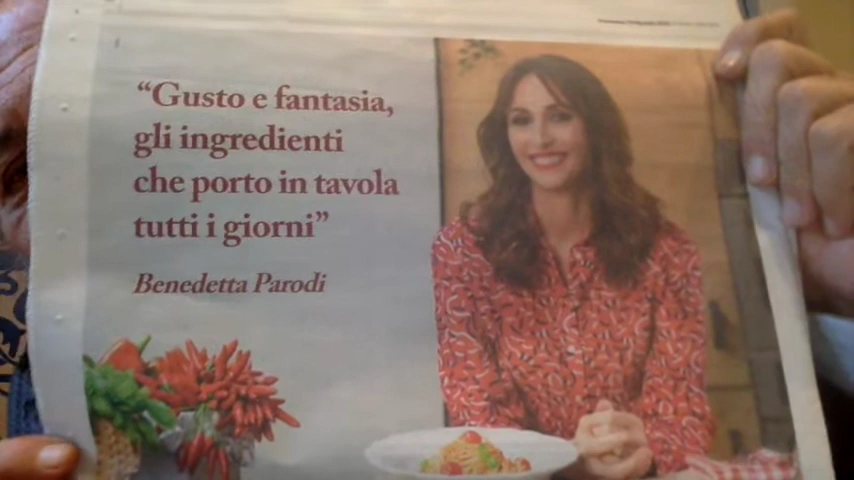 “Gusto e fantasia,
gli ingredienti
che porto in tavola
tutti i giorni”
Benedetta Parodi